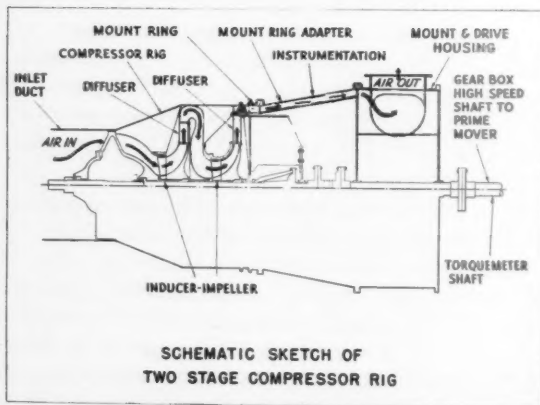 MOUNT RING
COMPRESSOR RIG
DIFFUSER
INLET
DUCT
AIR IN
DIFFUSER
MOUNT RING ADAPTER
INSTRUMENTATION
AIR OUT
MOUNT & DRIVE
HOUSING
GEAR BOX
HIGH SPEED
SHAFT TO
PRIME
MOVER
TORQUEMETER
SHAFT
INDUCER-IMPELLER
SCHEMATIC SKETCH OF
TWO STAGE COMPRESSOR RIG